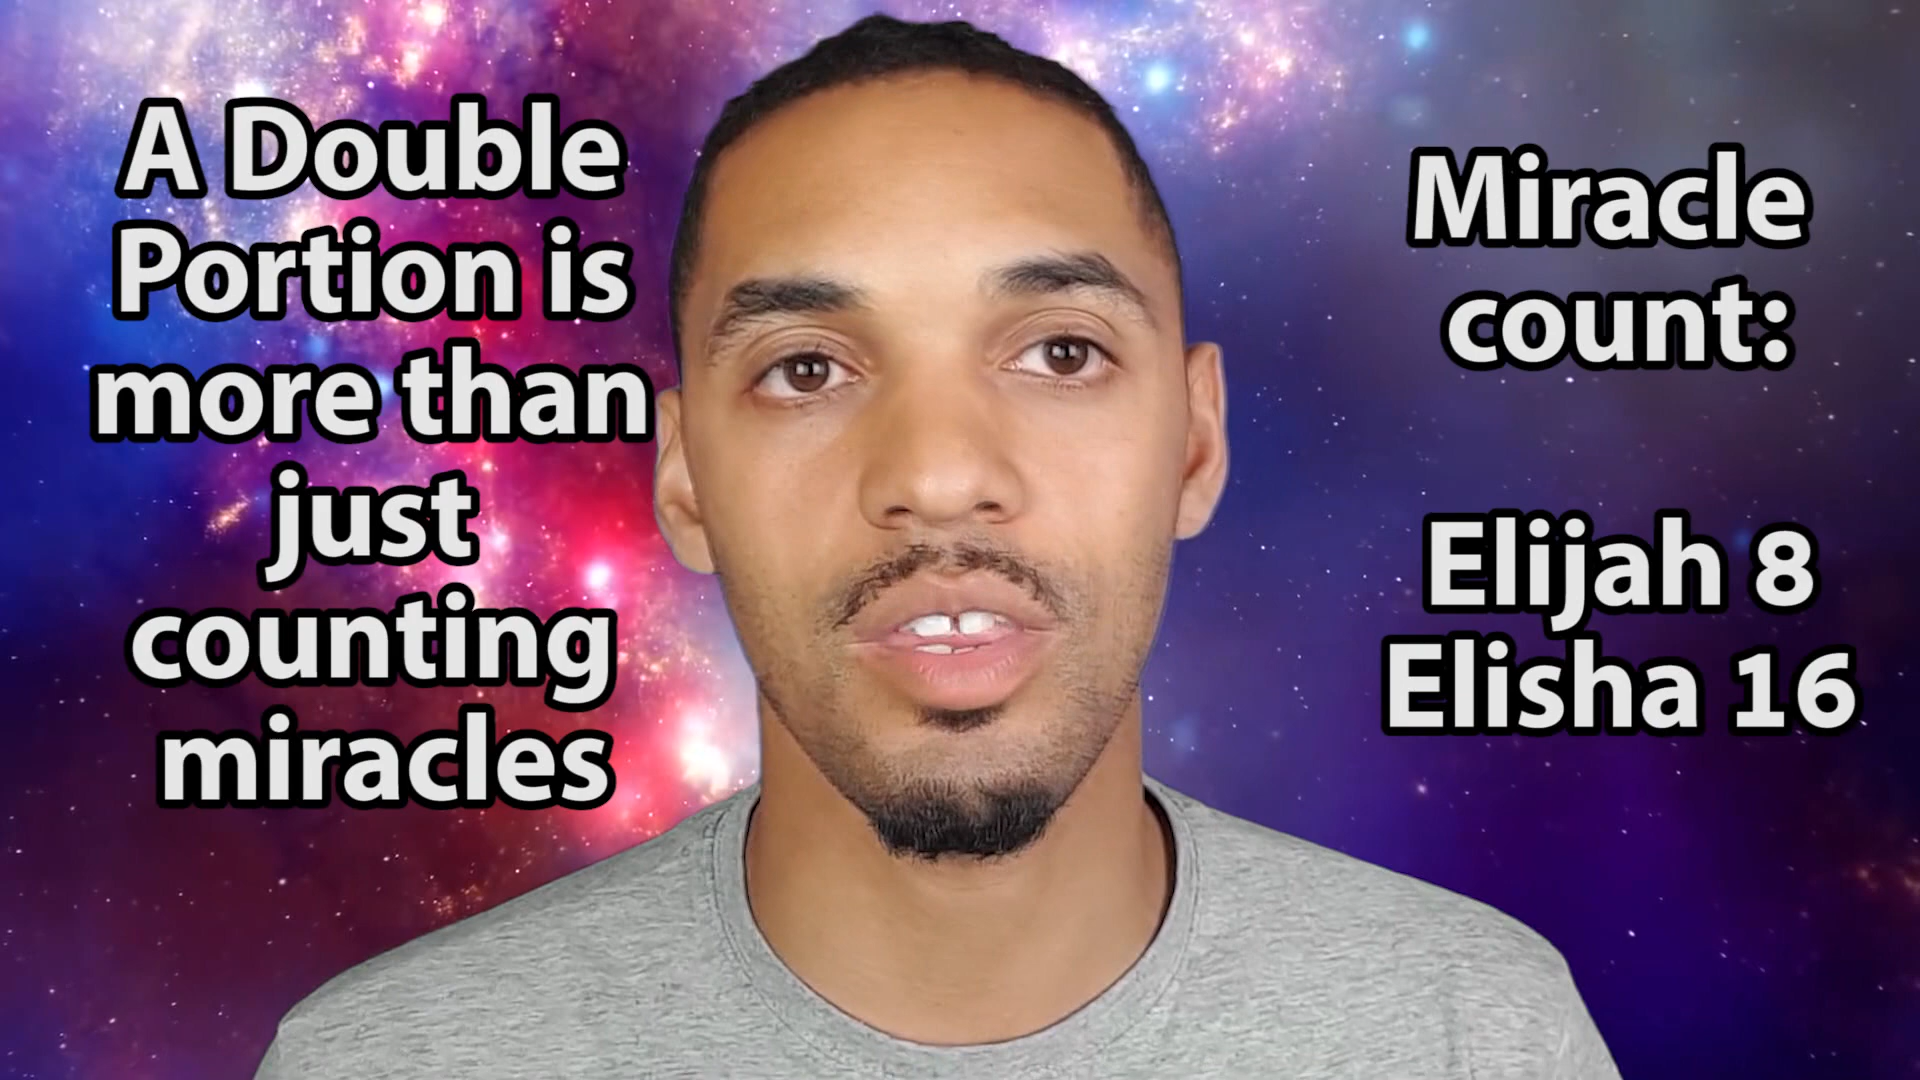 A Double
Portion is
more than
just
counting
miracles
Miracle
count:
Elijah 8
Elisha 16